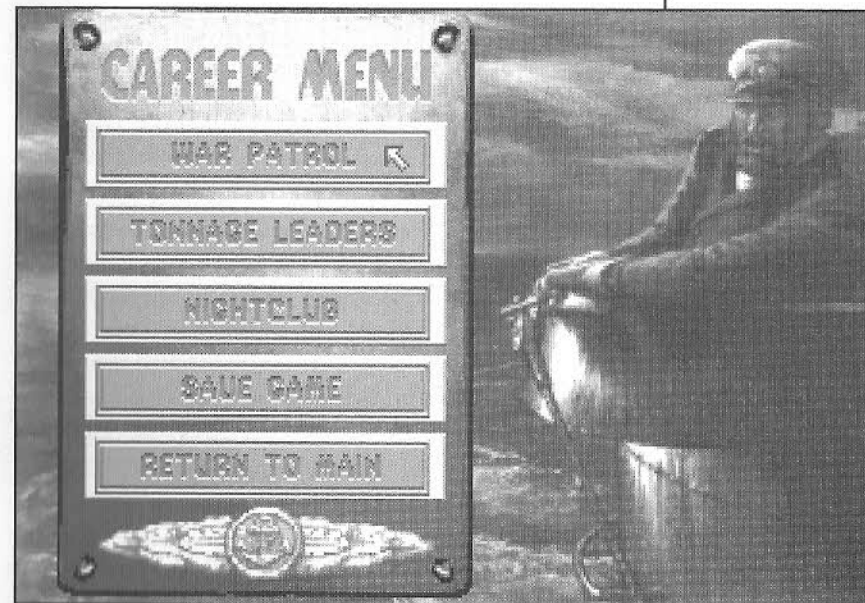 CAREER MENU
WAR PATROL
TONNAGE LEADERS
NIGHTCLUB
SAVE GAME
RETURN TO MAIN